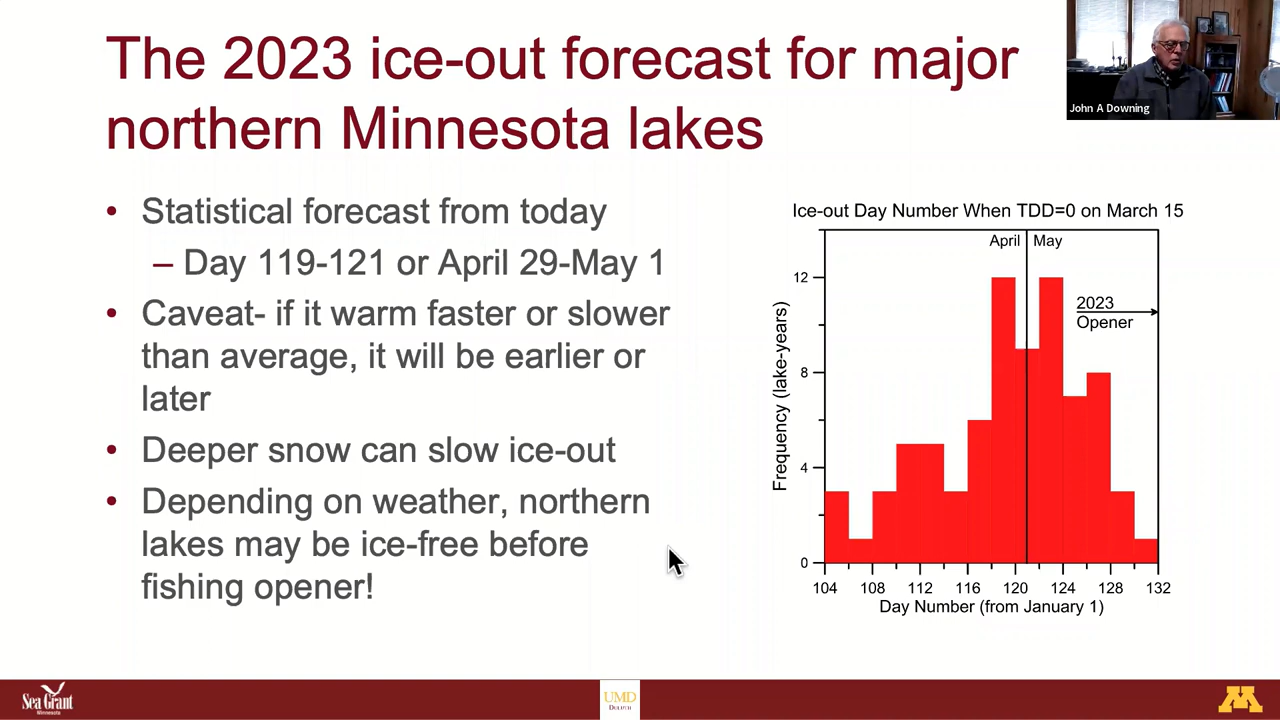 The 2023 ice-out forecast for major
northern Minnesota lakes
John A Downing
• Statistical forecast from today
– Day 119-121 or April 29-May 1
• Caveat- if it warm faster or slower
than average, it will be earlier or
later
• Deeper snow can slow ice-out
• Depending on weather, northern
lakes may be ice-free before
fishing opener!
Ice-out Day Number When TDD=0 on March 15
April May
2023
Opener
Frequency (lake-years)
12
8
4
0
104 108 112 116 120 124 128 132
Day Number (from January 1)
Sea Grant
Minnesota
UMD
Duluth
M